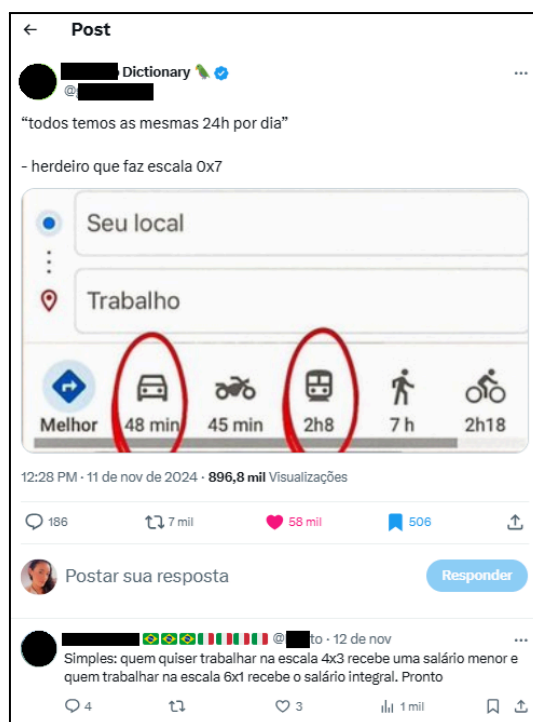 Post
Dictionary
@
“todos temos as mesmas 24h por dia”
- herdeiro que faz escala 0x7
Seu local
Trabalho
Melhor 48 min 45 min 2h8 7 h 2h18
12:28 PM · 11 de nov de 2024 · 896,8 mil Visualizações
186 7 mil 58 mil 506
Postar sua resposta Responder
@ to · 12 de nov
Simples: quem quiser trabalhar na escala 4x3 recebe uma salário menor e
quem trabalhar na escala 6x1 recebe o salário integral. Pronto
4 3 1 mil